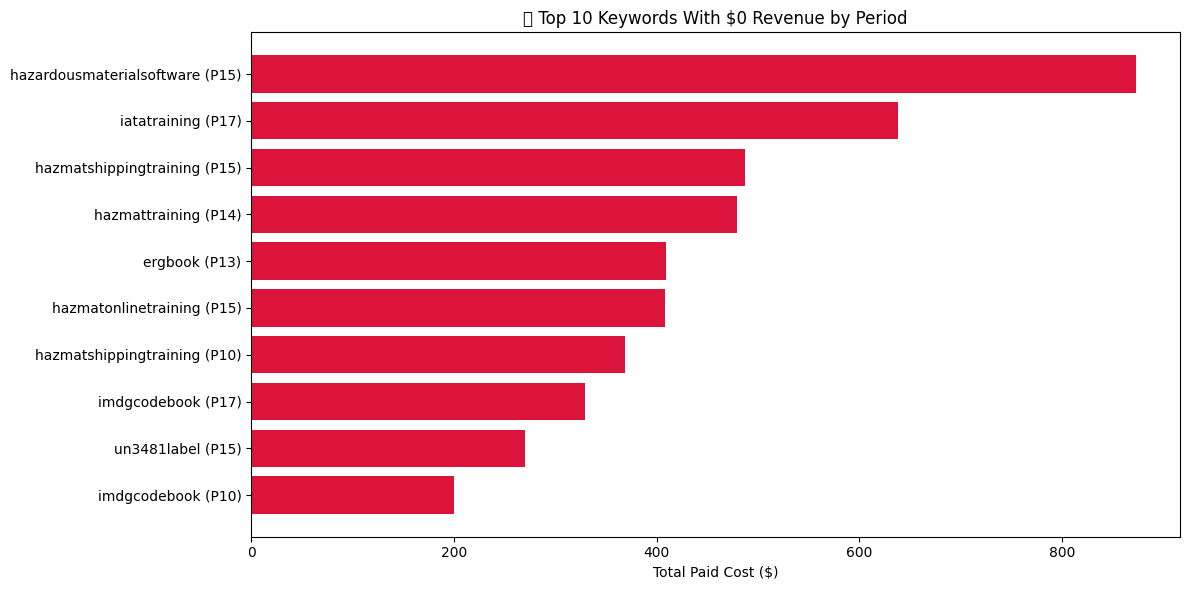 Top 10 Keywords With $0 Revenue by Period
hazardousmaterialsoftware (P15)
iatatraining (P17)
hazmatshippingtraining (P15)
hazmattraining (P14)
ergbook (P13)
hazmatonlinetraining (P15)
hazmatshippingtraining (P10)
imdgcodebook (P17)
un3481label (P15)
imdgcodebook (P10)
0 200 400 600 800
Total Paid Cost ($)